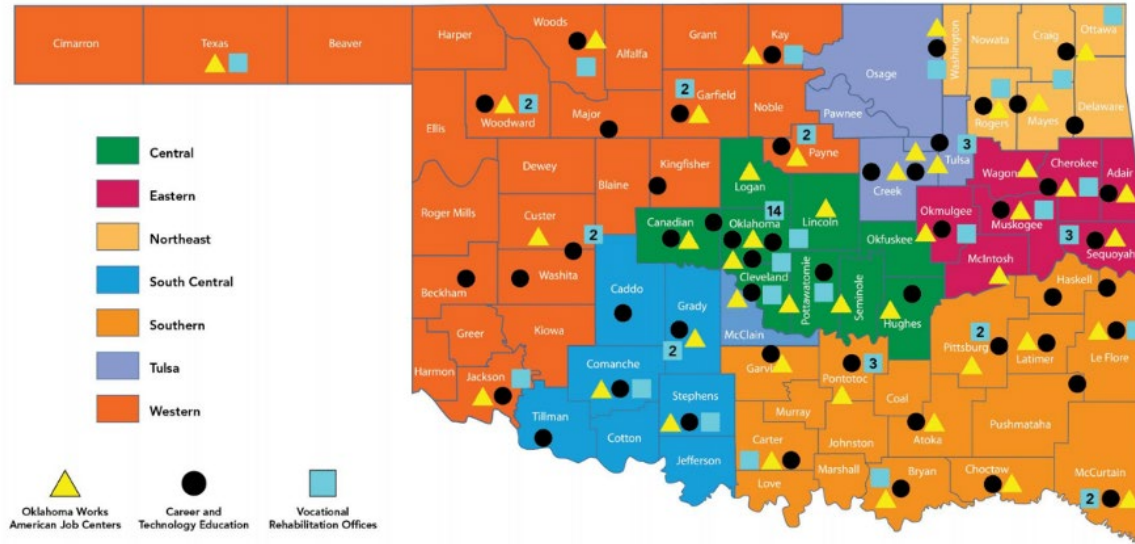 Cimarron
Texas
Beaver
Harper
Woods
Alfalfa
Grant
Kay
Osage
Washington
Nowata
Craig
Ottawa
Ellis
Woodward
2
Major
2
Garfield
Noble
Pawnee
Rogers
Mayes
Delaware
Dewey
Blaine
Kingfisher
Logan
2
Payne
Creek
Tulsa
3
Wagon
Cherokee
Adair
Roger Mills
Custer
2
Canadian
Oklahoma
14
Lincoln
Okfuskee
Okmulgee
Muskogee
3
Sequoyah
Beckham
Washita
Caddo
Grady
2
Cleveland
McClain
Pottawatomie
Seminole
Hughes
McIntosh
Haskell
Greer
Kiowa
Harmon
Jackson
Comanche
Stephens
Garvi
Pontotoc
3
2
Pittsburg
Latimer
Le Flore
Tillman
Cotton
Jefferson
Murray
Coal
Carter
Johnston
Atoka
Pushmataha
Love
Marshall
Bryan
Choctaw
McCurtain
2
Central
Eastern
Northeast
South Central
Southern
Tulsa
Western
Oklahoma Works
American Job Centers
Career and
Technology Education
Vocational
Rehabilitation Offices